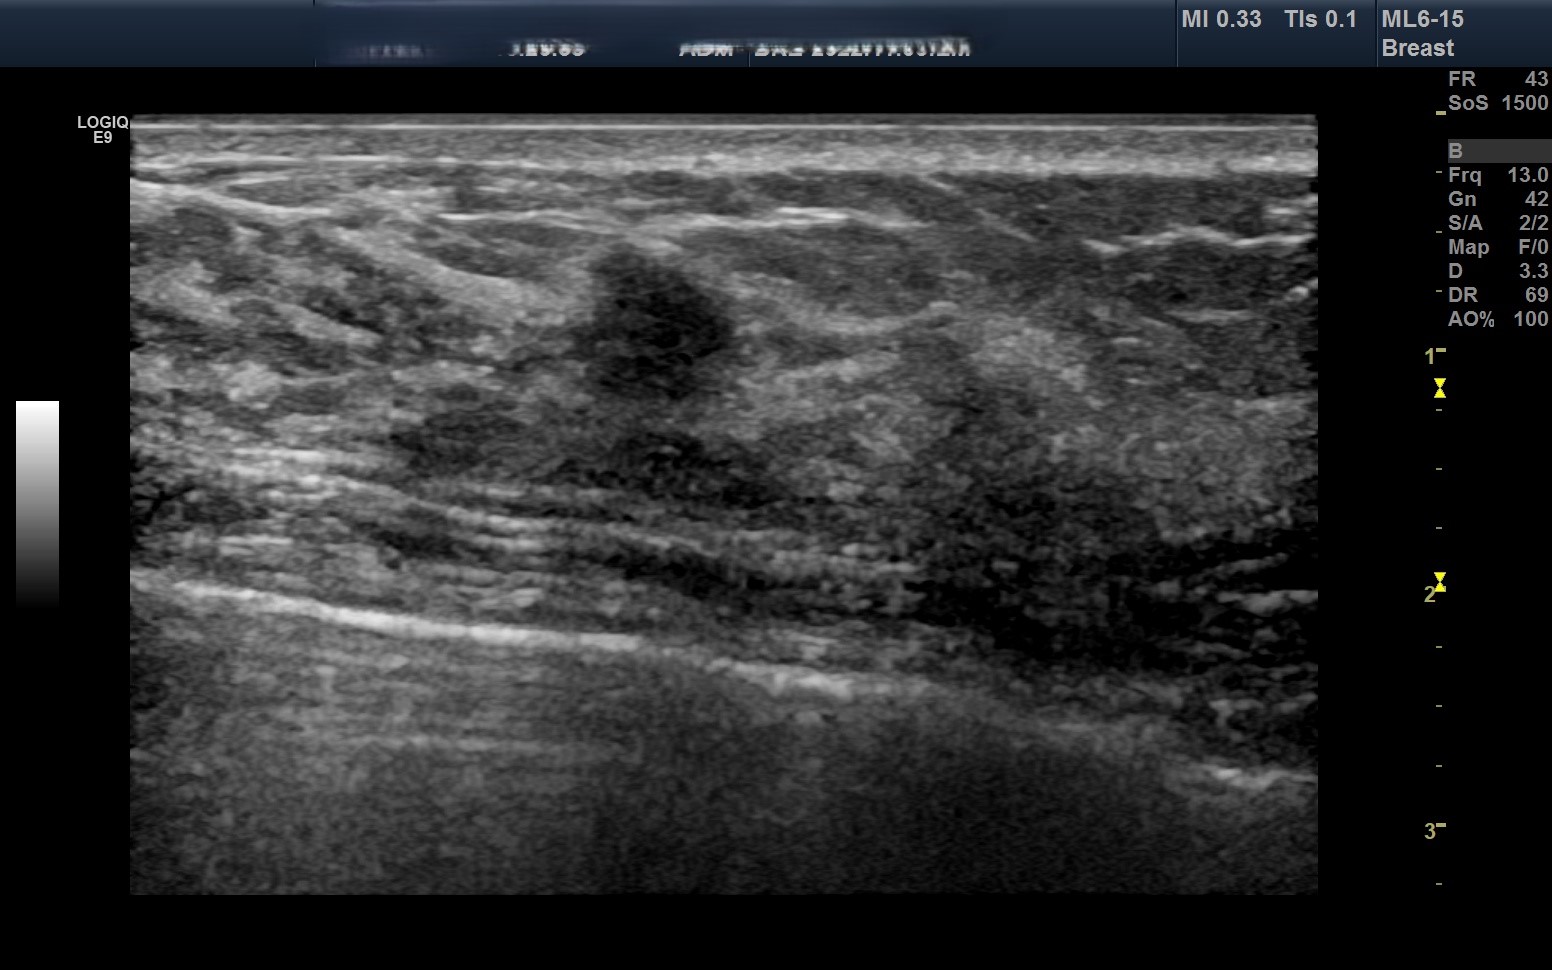 MI 0.33 TIs 0.1 ML6-15
Breast
LOGIQ
E9
FR 43
SoS 1500
B
Frq 13.0
Gn 42
S/A 2/2
Map F/0
D 3.3
DR 69
AO% 100
1
2
3